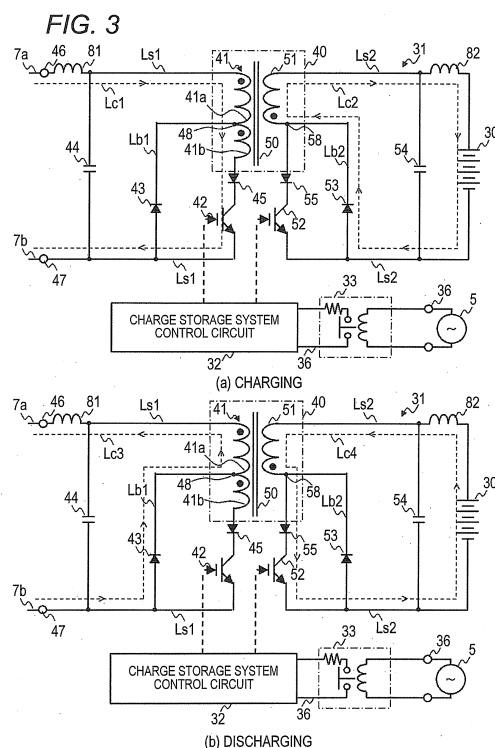 FIG. 3
7a 46 81 Ls1 41 40 51 Ls2 31 82
Lc1 41a Lc2 30
48
44 Lb1 41b 50 58 Lb2 54
43 42 45 55 53
52
7b 47 Ls1 Ls2
33 36 5
CHARGE STORAGE SYSTEM
CONTROL CIRCUIT
~
32 36
(a) CHARGING
7a 46 81 Ls1 41 40 51 Ls2 31 82
Lc3 41a Lc4 30
48
44 Lb1 41b 50 58 Lb2 54
43 42 45 55 53
52
7b 47 Ls1 Ls2
33 36 5
CHARGE STORAGE SYSTEM
CONTROL CIRCUIT
~
32 36
(b) DISCHARGING